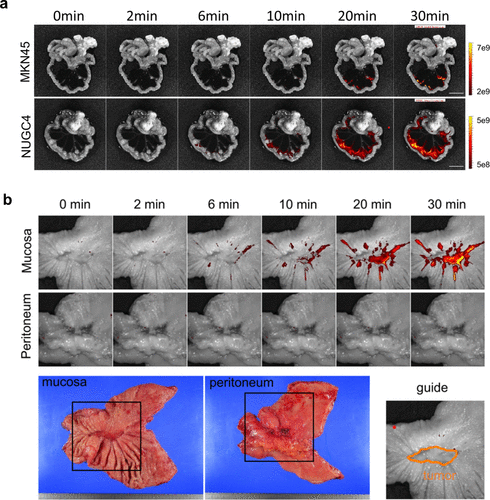 a
0min 2min 6min 10min 20min 30min
MKN45
7e9
2e9
NUGC4
5e9
5e8
b
0 min 2 min 6 min 10 min 20 min 30 min
Mucosa
Peritoneum
mucosa
peritoneum
guide